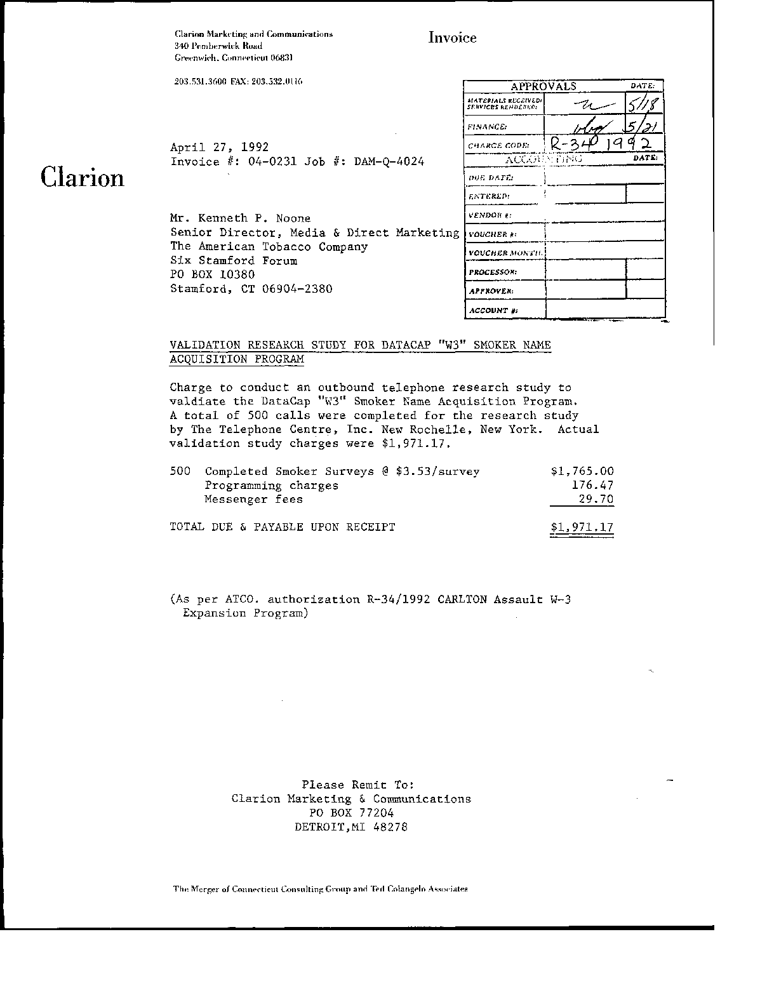 Clarion Marketing and Communications
340 Pemberwick Road
Greenwich, Connecticut 06831
Invoice
203.531.3600 FAX: 203.532.0116
APPROVALS DATE:
MATERIALS RECEIVED/
SERVICES RENDERED: 5/18
FINANCE: 5/21
CHARGE CODE: R-34 1992
ACCOUNTING DATE:
DUE DATE:
ENTERED:
VENDOR #:
VOUCHER #:
VOUCHER MONTH:
PROCESSOR:
APPROVER:
ACCOUNT #:
April 27, 1992
Invoice #: 04-0231 Job #: DAM-Q-4024
Clarion
Mr. Kenneth P. Noone
Senior Director, Media & Direct Marketing
The American Tobacco Company
Six Stamford Forum
PO BOX 10380
Stamford, CT 06904-2380
VALIDATION RESEARCH STUDY FOR DATACAP "W3" SMOKER NAME
ACQUISITION PROGRAM
Charge to conduct an outbound telephone research study to
valdiate the DataCap "W3" Smoker Name Acquisition Program.
A total of 500 calls were completed for the research study
by The Telephone Centre, Inc. New Rochelle, New York. Actual
validation study charges were $1,971.17.
500 Completed Smoker Surveys @ $3.53/survey $1,765.00
Programming charges 176.47
Messenger fees 29.70
TOTAL DUE & PAYABLE UPON RECEIPT $1,971.17
(As per ATCO. authorization R-34/1992 CARLTON Assault W-3
Expansion Program)
Please Remit To:
Clarion Marketing & Communications
PO BOX 77204
DETROIT,MI 48278
The Merger of Connecticut Consulting Group and Ted Colangelo Associates